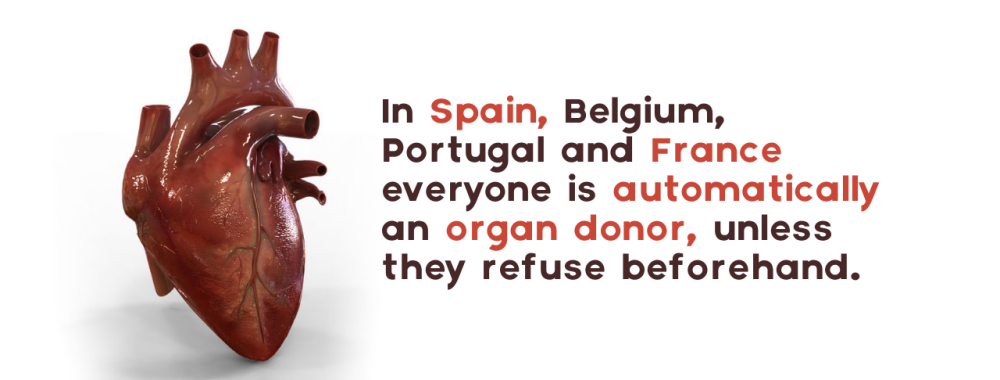 In Spain, Belgium,
Portugal and France
everyone is automatically
an organ donor, unless
they refuse beforehand.